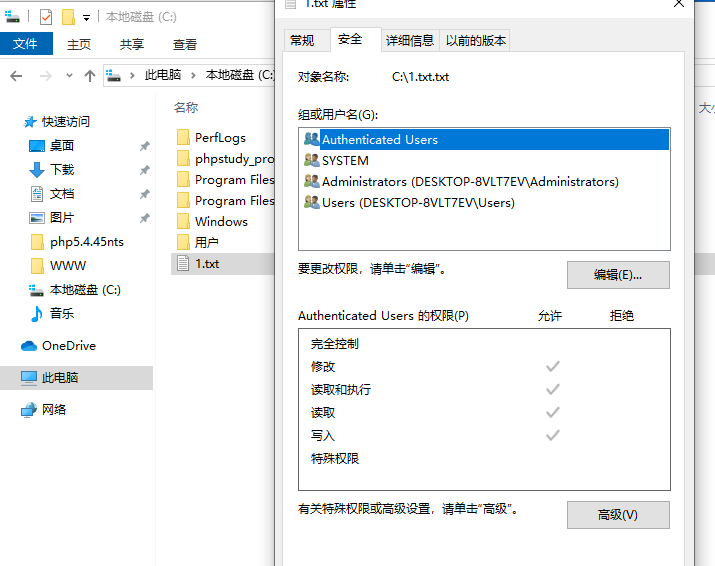 1.txt 属性
本地磁盘 (C:)
文件 主页 共享 查看
此电脑 本地磁盘 (C:)
快速访问
桌面
下载
文档
图片
php5.4.45nts
WWW
本地磁盘 (C:)
音乐
OneDrive
此电脑
网络
名称
PerfLogs
phpstudy_pro
Program Files
Program Files
Windows
用户
1.txt
常规 安全 详细信息 以前的版本
对象名称: C:\1.txt.txt
组或用户名(G):
Authenticated Users
SYSTEM
Administrators (DESKTOP-8VLT7EV\Administrators)
Users (DESKTOP-8VLT7EV\Users)
要更改权限，请单击"编辑"。
编辑(E)...
Authenticated Users 的权限(P) 允许 拒绝
完全控制
修改
读取和执行
读取
写入
特殊权限
有关特殊权限或高级设置，请单击"高级"。
高级(V)